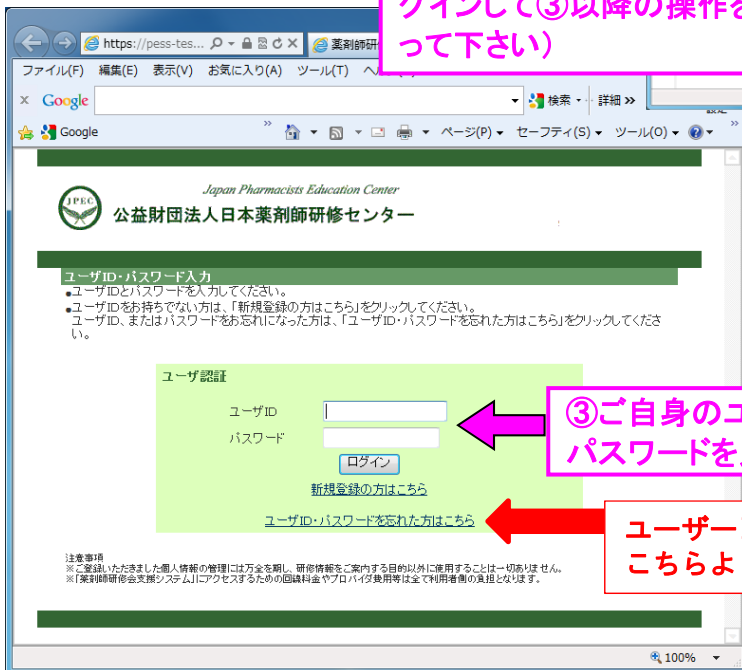 グインして③以降の操作を
って下さい）
https://pess-tes...
薬剤師研
ファイル(F) 編集(E) 表示(V) お気に入り(A) ツール(T) ヘ
× Google 検索 詳細 »
Google » ページ(P) セーフティ(S) ツール(O) »
JPEC
Japan Pharmacists Education Center
公益財団法人日本薬剤師研修センター
ユーザID・パスワード入力
•ユーザIDとパスワードを入力してください。
•ユーザIDをお持ちでない方は、「新規登録の方はこちら」をクリックしてください。
ユーザID、またはパスワードをお忘れになった方は、「ユーザID・パスワードを忘れた方はこちら」をクリックしてくださ
い。
ユーザ認証
ユーザID
パスワード
ログイン
新規登録の方はこちら
ユーザID・パスワードを忘れた方はこちら
③ご自身のユ
パスワードを
ユーザー
こちらよ
注意事項
※ご登録いただきました個人情報の管理には万全を期し、研修情報をご案内する目的以外に使用することは一切ありません。
※「薬剤師研修会支援システム」にアクセスするための回線料金やプロバイダ費用等は全て利用者側の負担となります。
100%